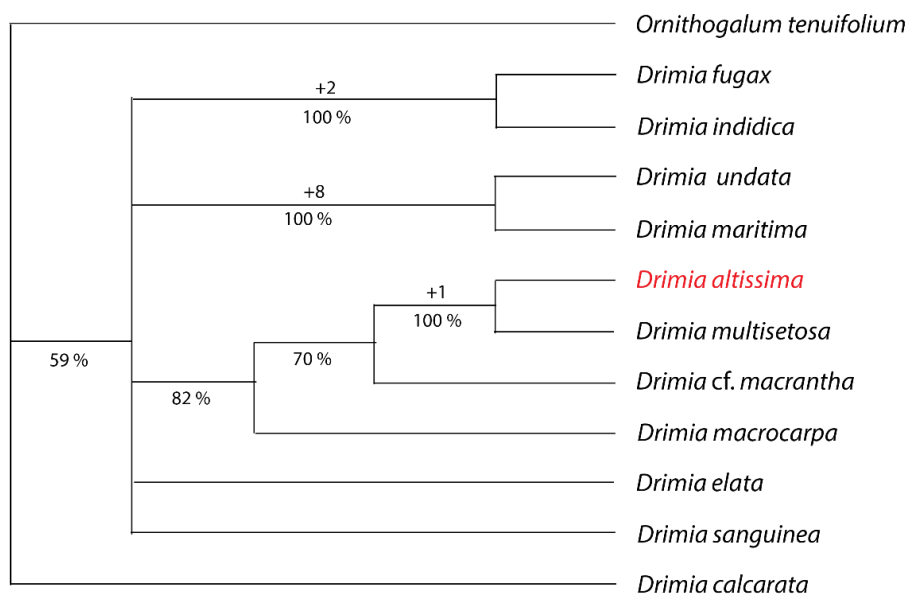 Ornithogalum tenuifolium
Drimia fugax
+2
100 %
Drimia indidica
Drimia undata
+8
100 %
Drimia maritima
Drimia altissima
+1
100 %
Drimia multisetosa
59 %
70 %
Drimia cf. macrantha
82 %
Drimia macrocarpa
Drimia elata
Drimia sanguinea
Drimia calcarata